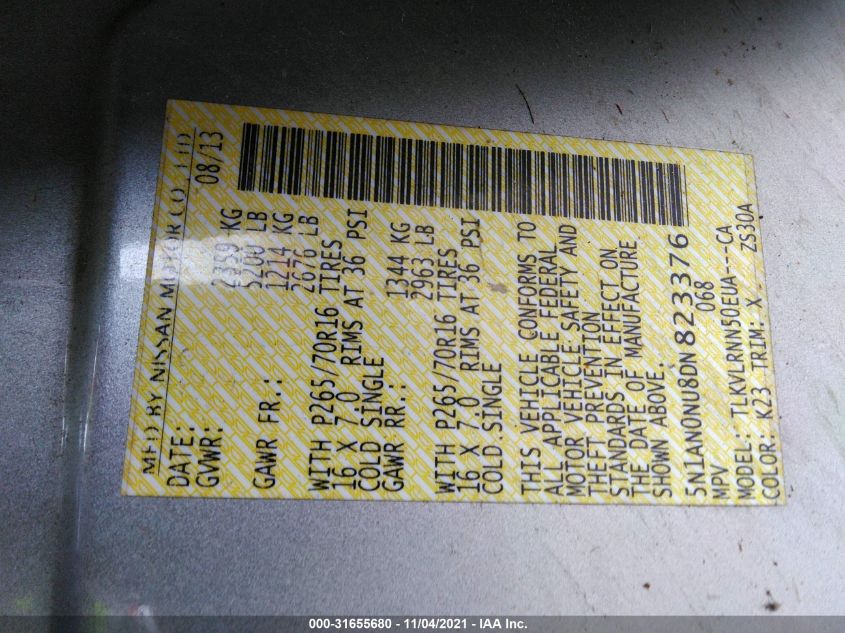 MFD BY NISSAN MOTOR CO., LTD
DATE: 08/13
GVWR: 2359 KG
5200 LB
GAWR FR.: 1214 KG
2676 LB
WITH P265/70R16 TIRES
16 X 7.0 RIMS AT 36 PSI
COLD SINGLE
GAWR RR.: 1344 KG
2963 LB
WITH P265/70R16 TIRES
16 X 7.0 RIMS AT 36 PSI
COLD SINGLE
THIS VEHICLE CONFORMS TO
ALL APPLICABLE FEDERAL
MOTOR VEHICLE SAFETY AND
THEFT PREVENTION
STANDARDS IN EFFECT ON
THE DATE OF MANUFACTURE
SHOWN ABOVE.
5N1AN0NU8DN823376
MPV 068
MODEL: TLKVLRNN50EUA---CA
COLOR: K23 TRIM: X ZS30A
000-31655680 - 11/04/2021 - IAA Inc.